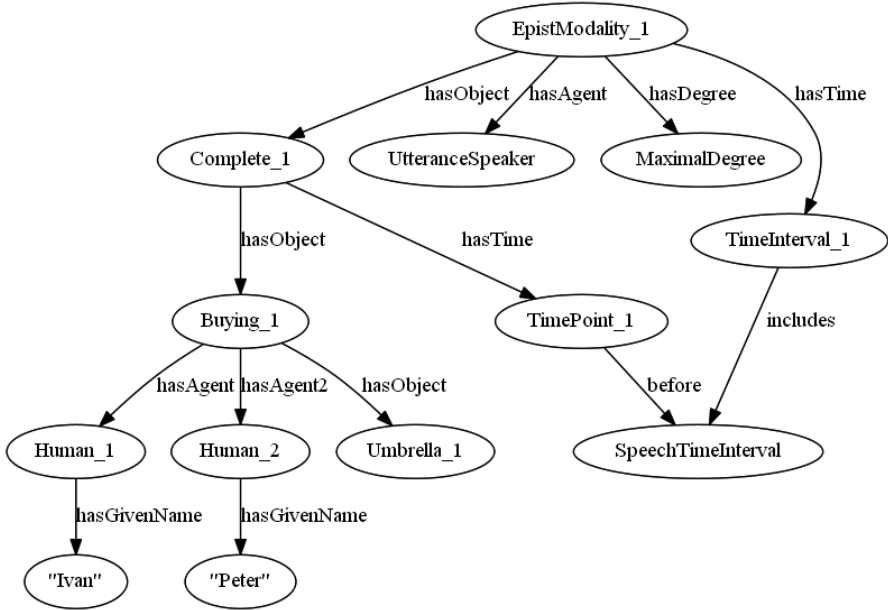 EpistModality_1
hasObject
hasAgent
hasDegree
hasTime
Complete_1
UtteranceSpeaker
MaximalDegree
hasObject
hasTime
TimeInterval_1
Buying_1
TimePoint_1
includes
hasAgent
hasAgent2
hasObject
before
Human_1
Human_2
Umbrella_1
SpeechTimeInterval
hasGivenName
hasGivenName
"Ivan"
"Peter"